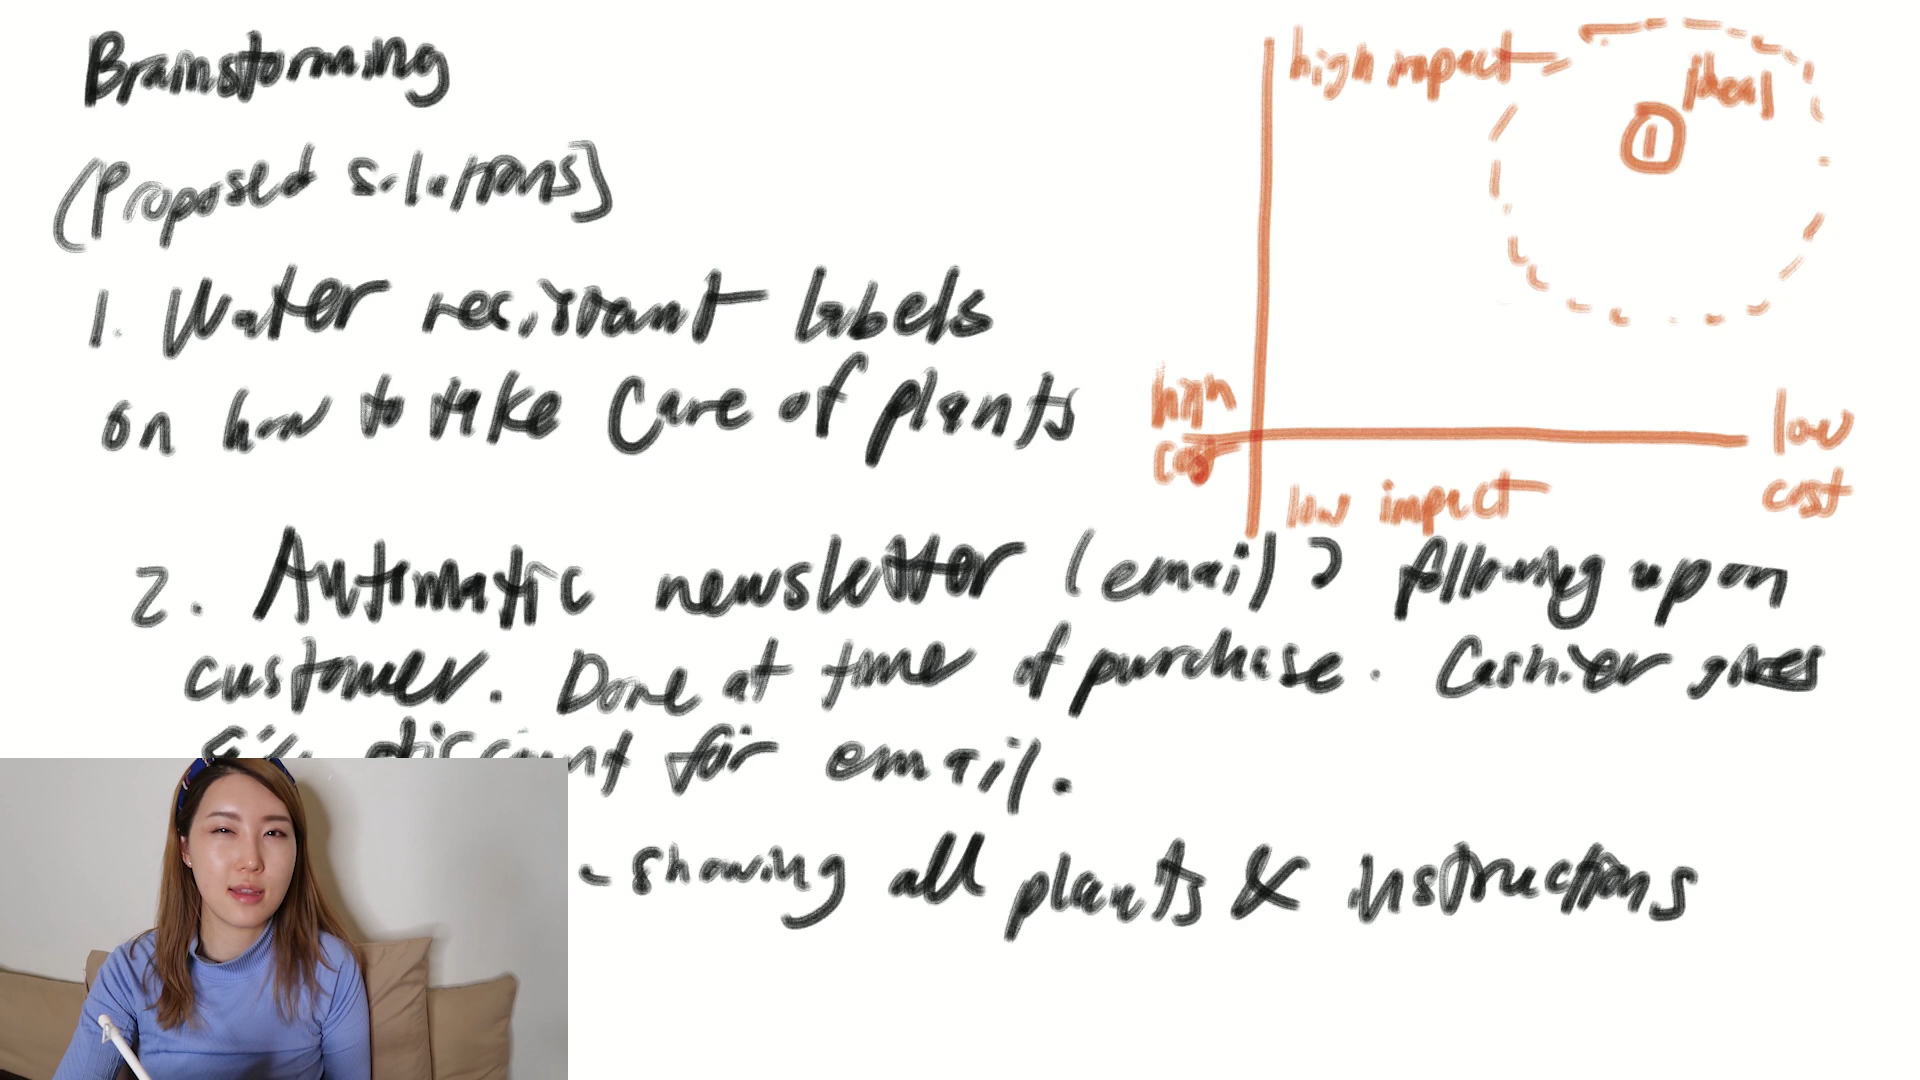 Brainstorming
(Proposed solutions)
1. Water resistant labels
on how to take care of plants
2. Automatic newsletter (email) following up on
customer. Done at time of purchase. Cashier gives
discount for email.
- showing all plants & instructions
high impact
ideal
1
high
cost
low
cost
low impact